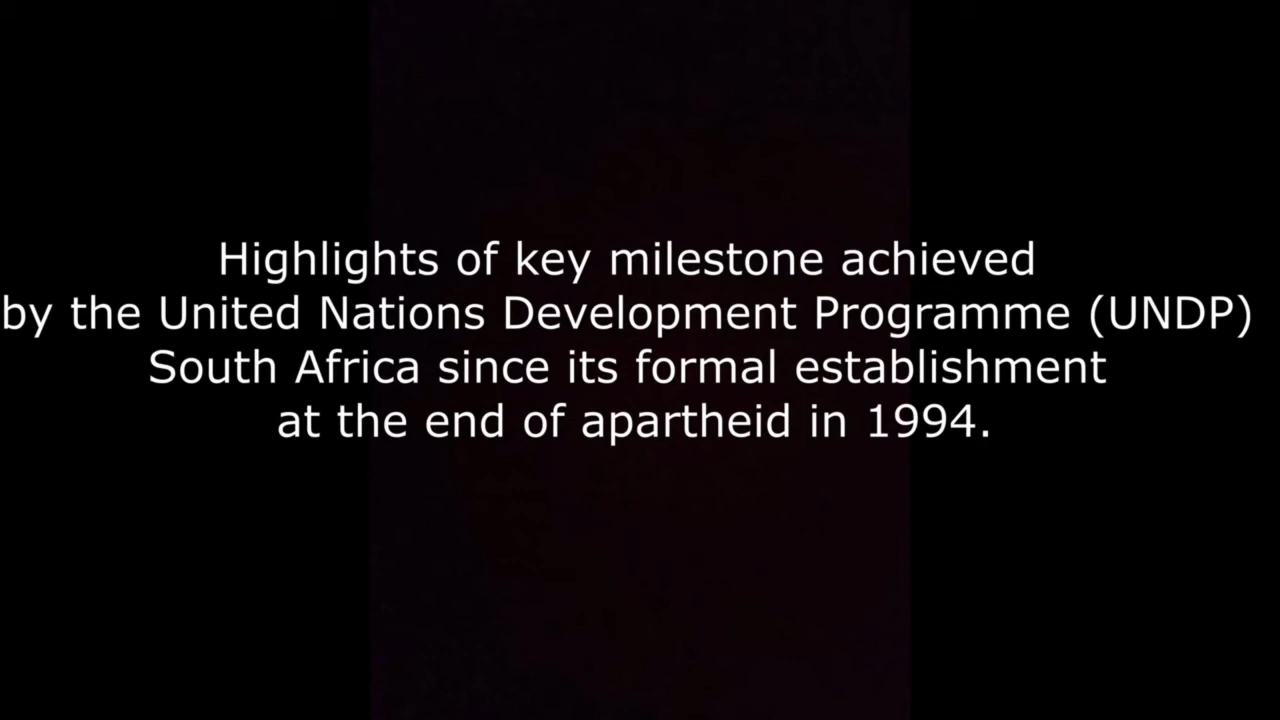 Highlights of key milestone achieved
by the United Nations Development Programme (UNDP)
South Africa since its formal establishment
at the end of apartheid in 1994.